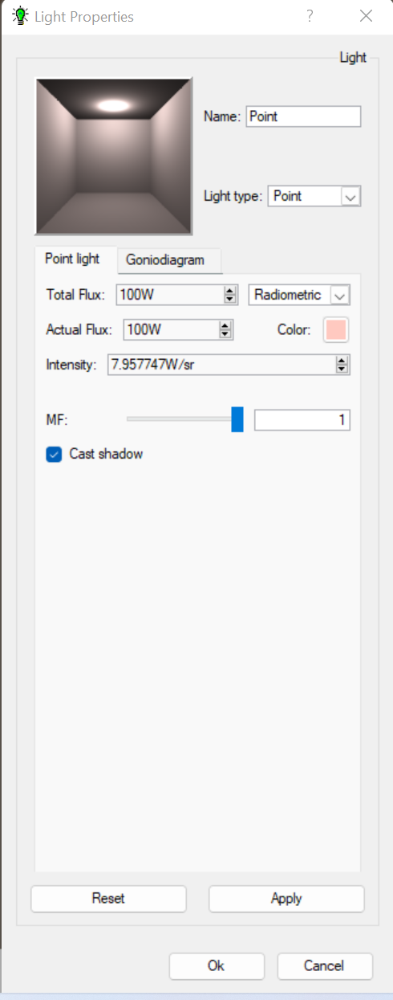 Light Properties ?
Light
Name: Point
Light type: Point
Point light Goniodiagram
Total Flux: 100W Radiometric
Actual Flux: 100W Color:
Intensity: 7.957747W/sr
MF: 1
Cast shadow
Reset Apply
Ok Cancel